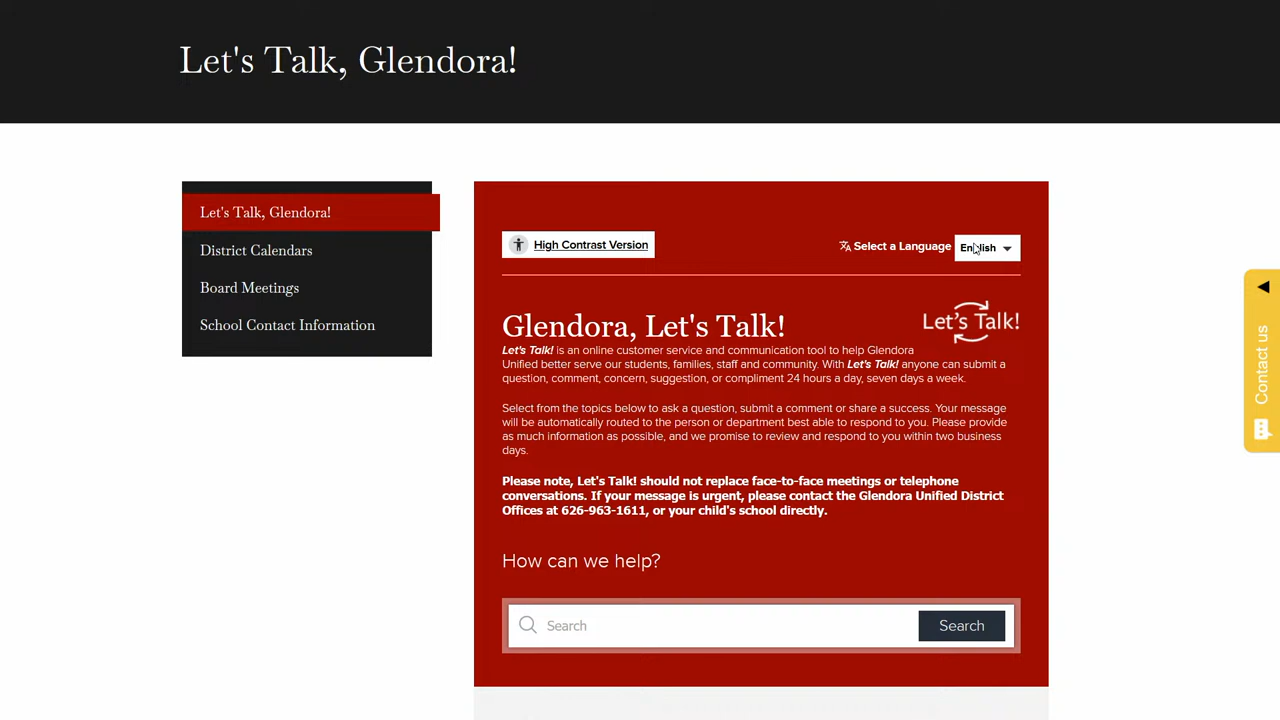 Let's Talk, Glendora!
Let's Talk, Glendora!
District Calendars
Board Meetings
School Contact Information
High Contrast Version
Select a Language
English
Glendora, Let's Talk!
Let's Talk!
Let's Talk! is an online customer service and communication tool to help Glendora
Unified better serve our students, families, staff and community. With Let's Talk! anyone can submit a
question, comment, concern, suggestion, or compliment 24 hours a day, seven days a week.
Select from the topics below to ask a question, submit a comment or share a success. Your message
will be automatically routed to the person or department best able to respond to you. Please provide
as much information as possible, and we promise to review and respond to you within two business
days.
Please note, Let's Talk! should not replace face-to-face meetings or telephone
conversations. If your message is urgent, please contact the Glendora Unified District
Offices at 626-963-1611, or your child's school directly.
How can we help?
Search
Search
Contact us